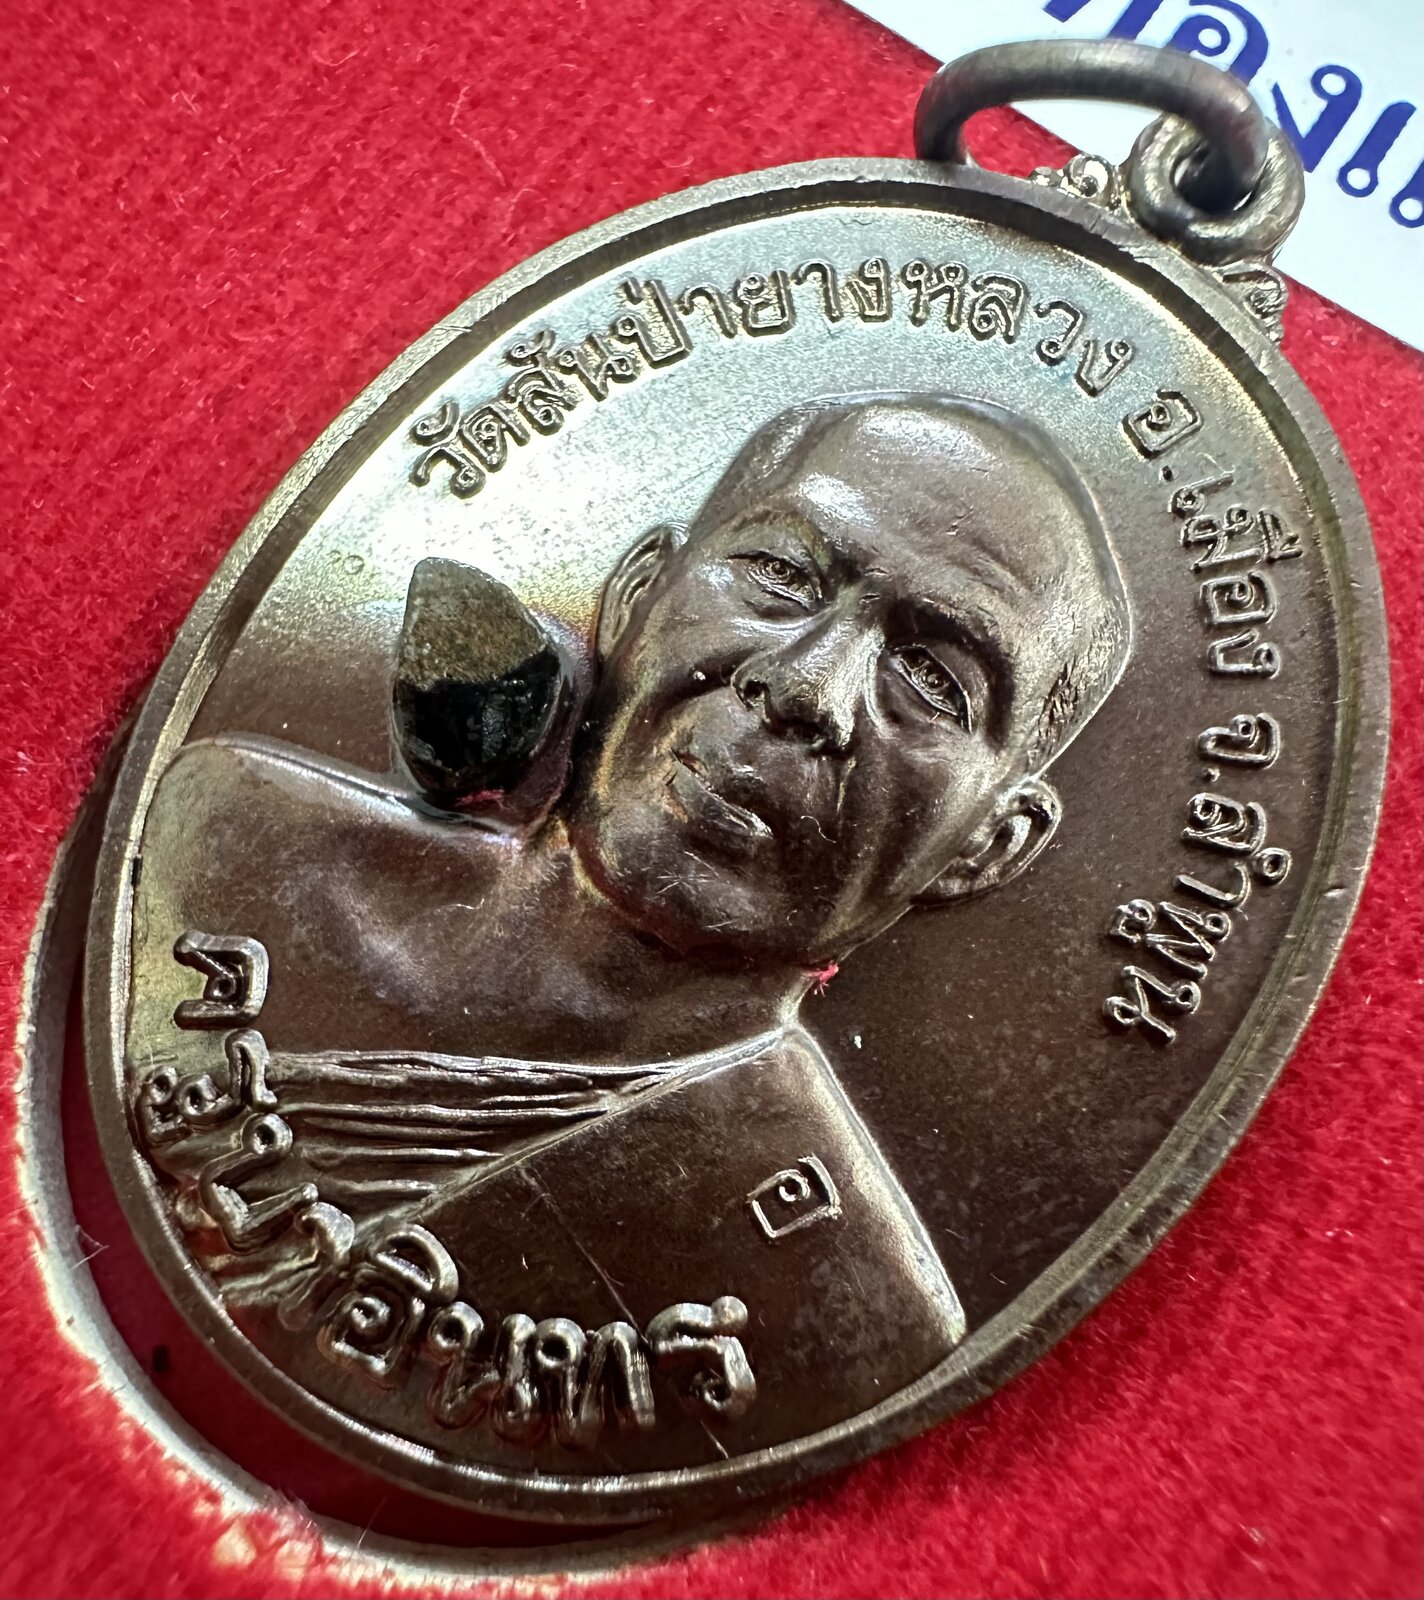 วัดสันป่ายางหลวง อ.เมือง จ.ลำพูน
อ
ครูบาอินทร